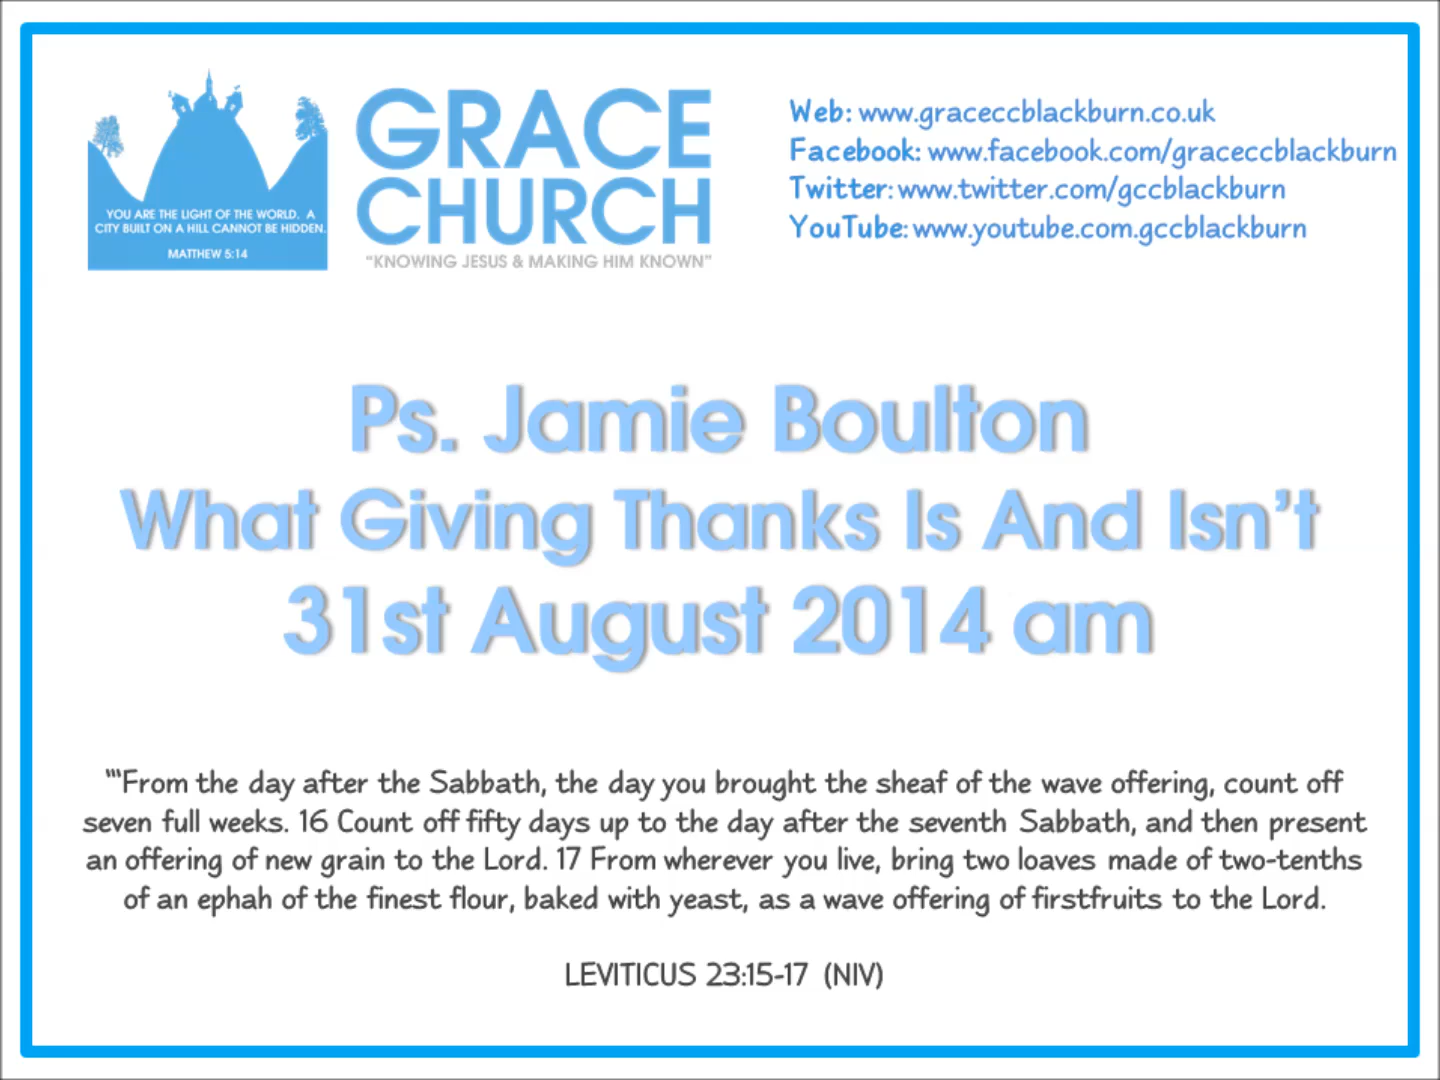 YOU ARE THE LIGHT OF THE WORLD. A
CITY BUILT ON A HILL CANNOT BE HIDDEN.
MATTHEW 5:14
GRACE
CHURCH
“KNOWING JESUS & MAKING HIM KNOWN”
Web: www.graceccblackburn.co.uk
Facebook: www.facebook.com/graceccblackburn
Twitter: www.twitter.com/gccblackburn
YouTube: www.youtube.com.gccblackburn
Ps. Jamie Boulton
What Giving Thanks Is And Isn’t
31st August 2014 am
“‘From the day after the Sabbath, the day you brought the sheaf of the wave offering, count off
seven full weeks. 16 Count off fifty days up to the day after the seventh Sabbath, and then present
an offering of new grain to the Lord. 17 From wherever you live, bring two loaves made of two-tenths
of an ephah of the finest flour, baked with yeast, as a wave offering of firstfruits to the Lord.
LEVITICUS 23:15-17 (NIV)